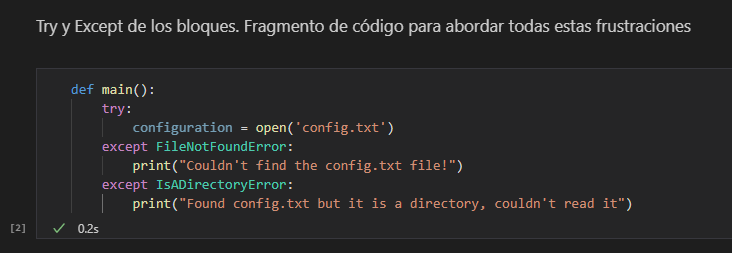 Try y Except de los bloques. Fragmento de código para abordar todas estas frustraciones
def main():
    try:
        configuration = open('config.txt')
    except FileNotFoundError:
        print("Couldn't find the config.txt file!")
    except IsADirectoryError:
        print("Found config.txt but it is a directory, couldn't read it")
[2] ✓ 0.2s